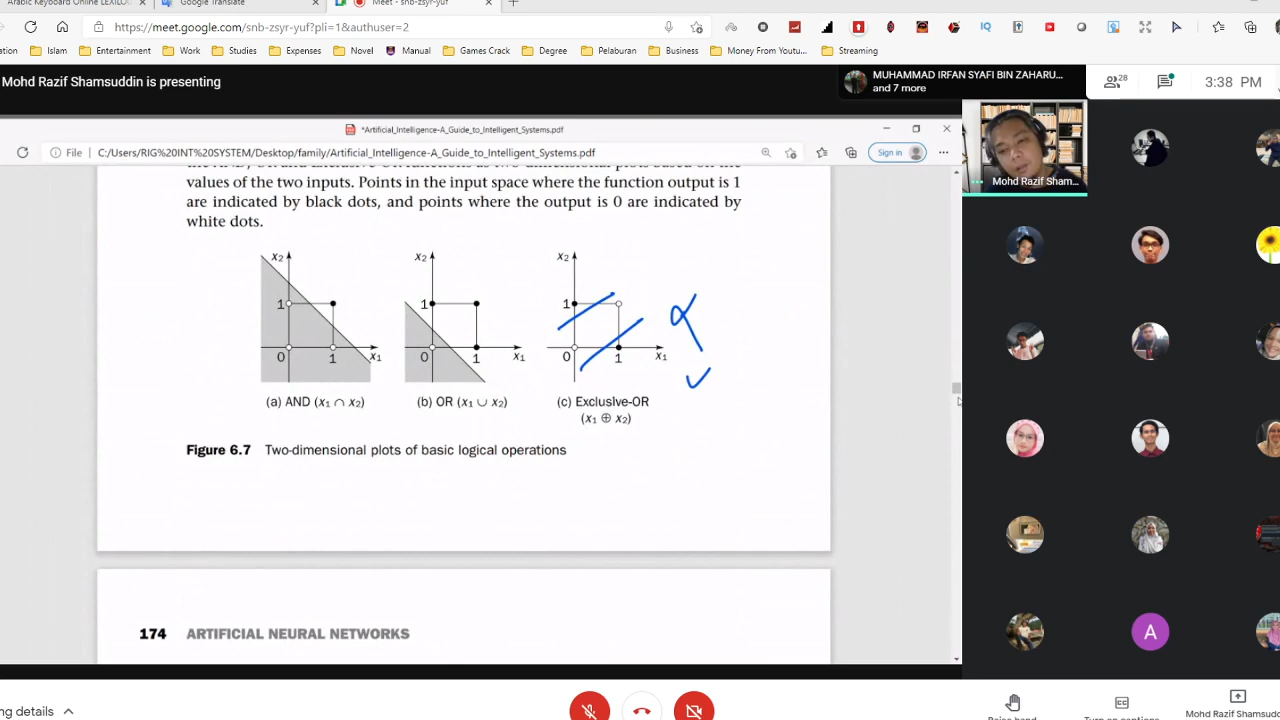 Arabic Keyboard Online LEXILO
Google Translate
Meet - snb-zsyr-yuf
https://meet.google.com/snb-zsyr-yuf?pli=1&authuser=2
Islam
Entertainment
Work
Studies
Expenses
Novel
Manual
Games Crack
Degree
Pelaburan
Business
Money From Youtu...
Streaming
Mohd Razif Shamsuddin is presenting
MUHAMMAD IRFAN SYAFI BIN ZAHARU...
and 7 more
28
3:38 PM
*Artificial_Intelligence-A_Guide_to_Intelligent_Systems.pdf
File C:/Users/RIG%20INT%20SYSTEM/Desktop/family/Artificial_Intelligence-A_Guide_to_Intelligent_Systems.pdf
Sign in
Mohd Razif Sham...
values of the two inputs. Points in the input space where the function output is 1
are indicated by black dots, and points where the output is 0 are indicated by
white dots.
x2 x2 x2
1 1 1
0 1 x1 0 1 x1 0 1 x1
(a) AND (x1 ∩ x2) (b) OR (x1 ∪ x2) (c) Exclusive-OR
(x1 ⊕ x2)
Figure 6.7 Two-dimensional plots of basic logical operations
174 ARTIFICIAL NEURAL NETWORKS
A
ng details
Mohd Razif Shamsuddin